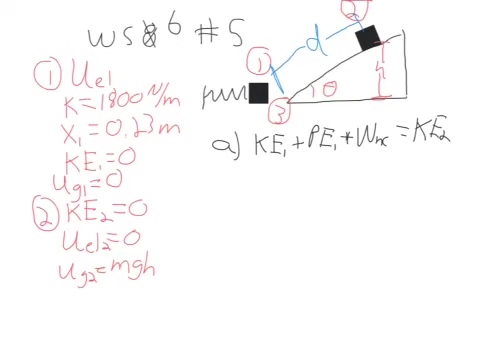 WS 6 #5
① ② d
① Uel
K=1800 N/m
X₁=0.23m
KE₁=0
Ug₁=0
② KE₂=0
Uel₂=0
Ug₂=mgh
③ θ h
a) KE₁+PE₁+Wnc=KE₂